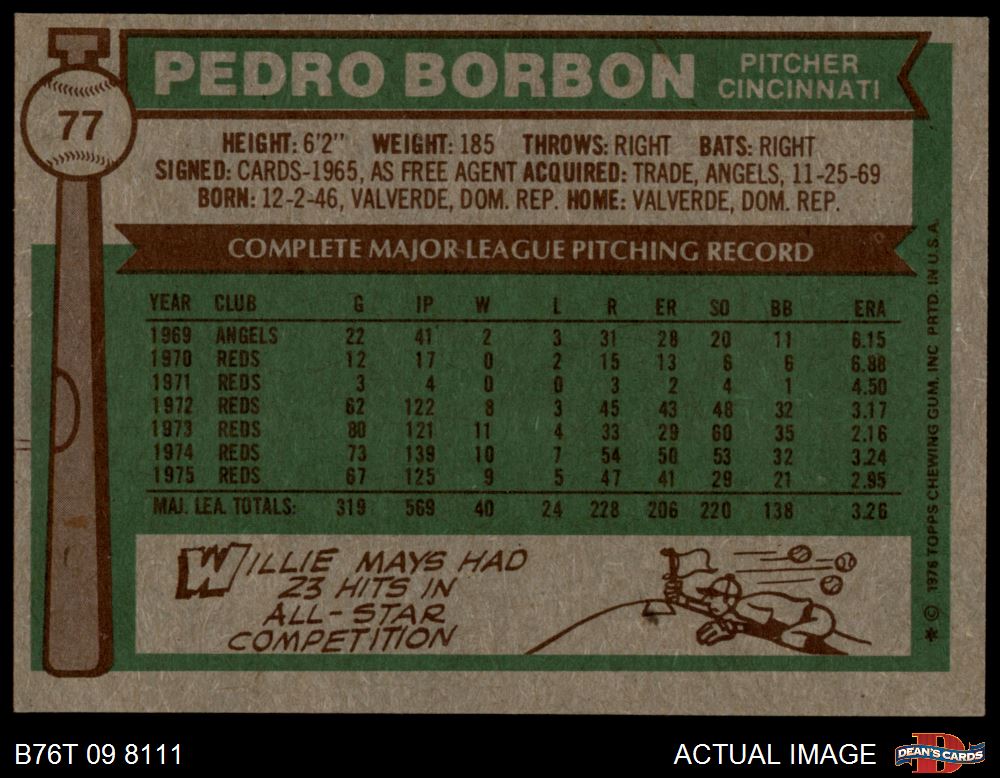 77
PEDRO BORBON
PITCHER
CINCINNATI
HEIGHT: 6'2" WEIGHT: 185 THROWS: RIGHT BATS: RIGHT
SIGNED: CARDS-1965, AS FREE AGENT ACQUIRED: TRADE, ANGELS, 11-25-69
BORN: 12-2-46, VALVERDE, DOM. REP. HOME: VALVERDE, DOM. REP.
COMPLETE MAJOR-LEAGUE PITCHING RECORD
YEAR CLUB G IP W L R ER SO BB ERA
1969 ANGELS 22 41 2 3 31 28 20 11 6.15
1970 REDS 12 17 0 2 15 13 6 6 6.88
1971 REDS 3 4 0 0 3 2 4 1 4.50
1972 REDS 62 122 8 3 45 43 48 32 3.17
1973 REDS 80 121 11 4 33 29 60 35 2.16
1974 REDS 73 139 10 7 54 50 53 32 3.24
1975 REDS 67 125 9 5 47 41 29 21 2.95
MAJ. LEA. TOTALS: 319 569 40 24 228 206 220 138 3.26
WILLIE MAYS HAD
23 HITS IN
ALL-STAR
COMPETITION
* © 1976 TOPPS CHEWING GUM, INC PRTD. IN U.S.A.
B76T 09 8111
ACTUAL IMAGE
DEAN'S CARDS